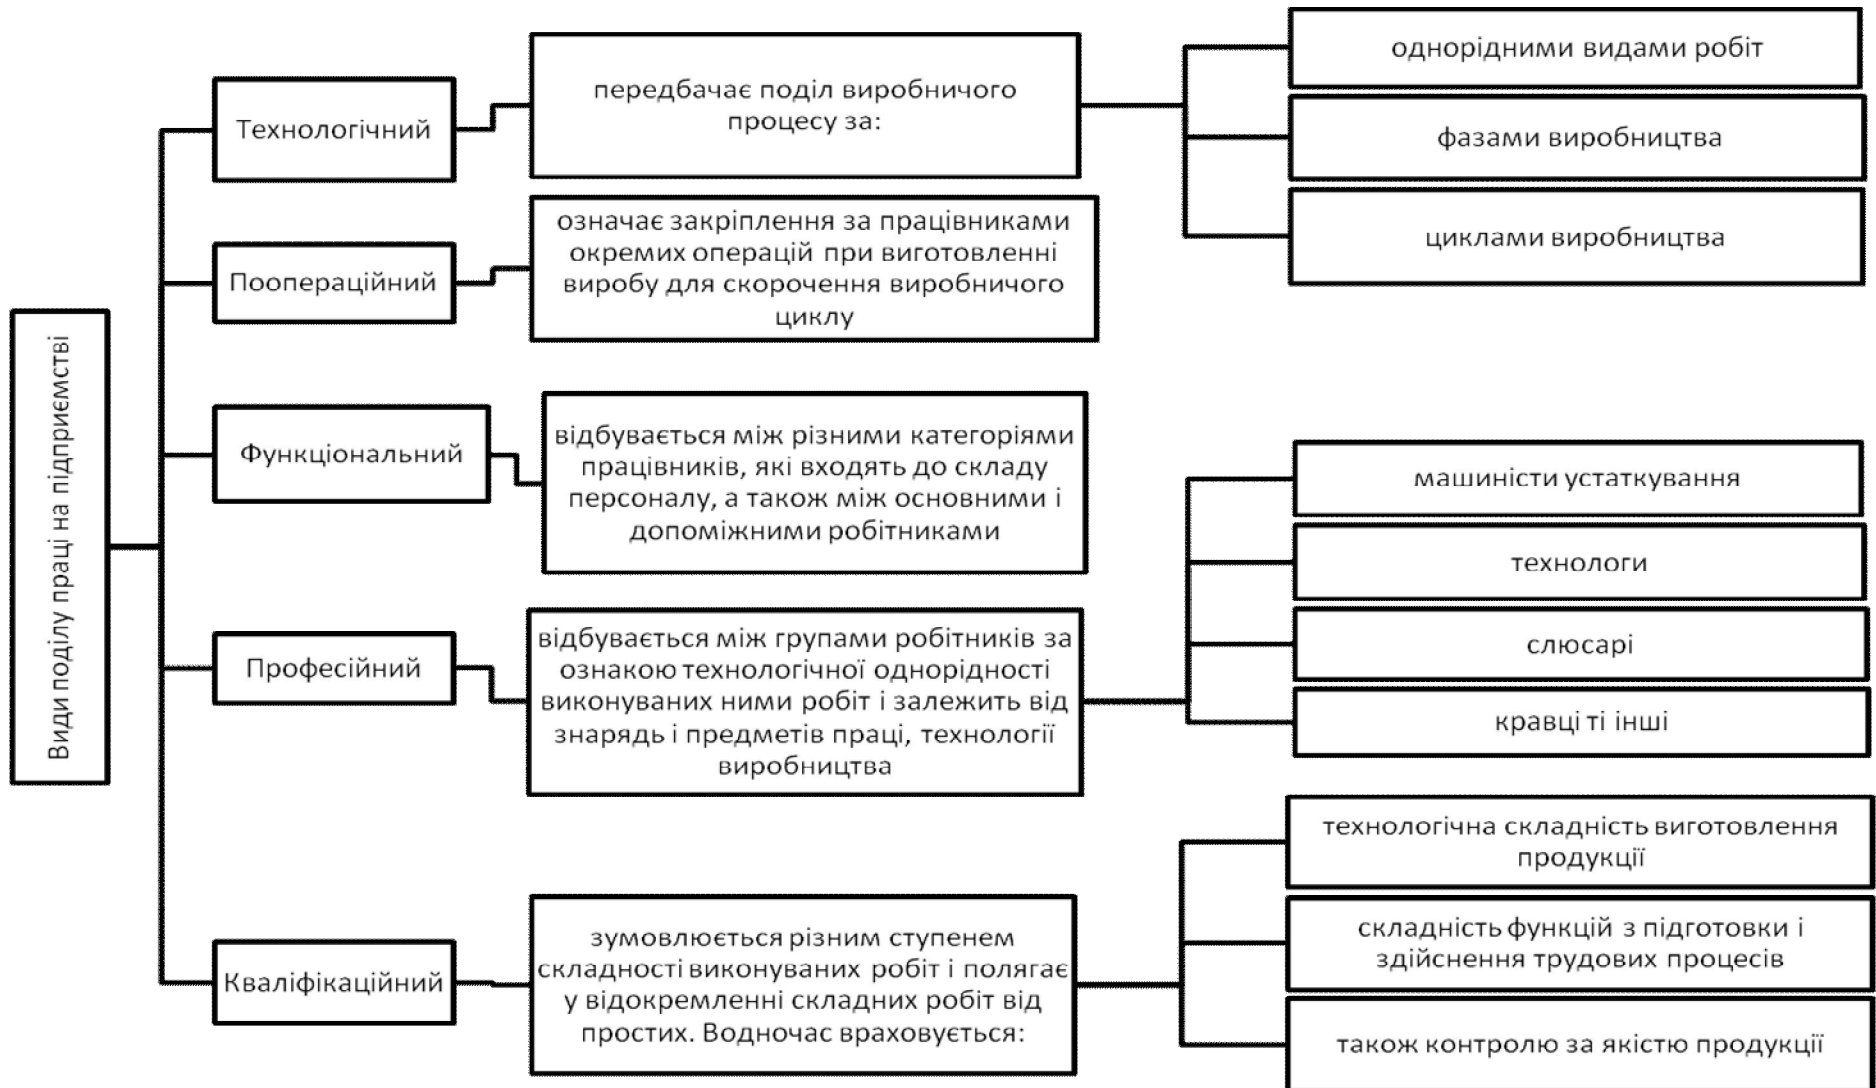 Види поділу праці на підприємстві
Технологічний
передбачає поділ виробничого
процесу за:
однорідними видами робіт
фазами виробництва
циклами виробництва
Поопераційний
означає закріплення за працівниками
окремих операцій при виготовленні
виробу для скорочення виробничого
циклу
Функціональний
відбувається між різними категоріями
працівників, які входять до складу
персоналу, а також між основними і
допоміжними робітниками
Професійний
відбувається між групами робітників за
ознакою технологічної однорідності
виконуваних ними робіт і залежить від
знарядь і предметів праці, технології
виробництва
машиністи устаткування
технологи
слюсарі
кравці ті інші
Кваліфікаційний
зумовлюється різним ступенем
складності виконуваних робіт і полягає
у відокремленні складних робіт від
простих. Водночас враховується:
технологічна складність виготовлення
продукції
складність функцій з підготовки і
здійснення трудових процесів
також контролю за якістю продукції